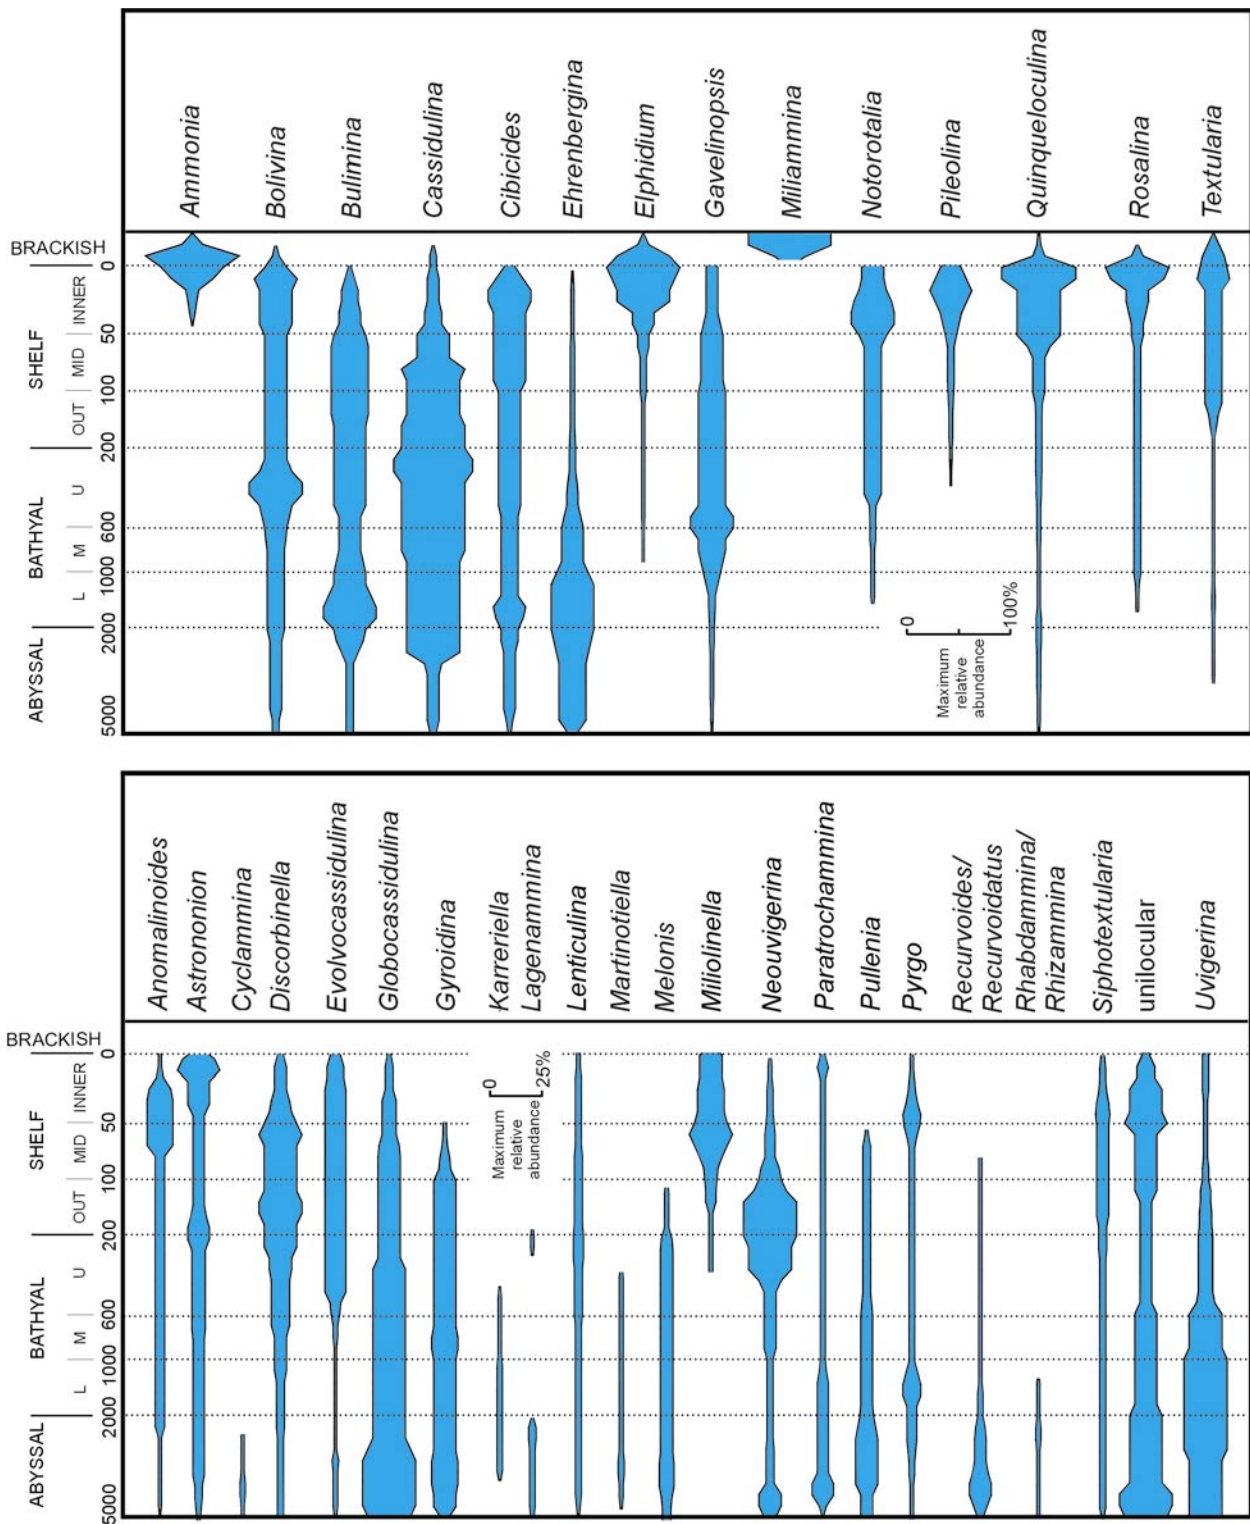 Ammonia
Bolivina
Bulimina
Cassidulina
Cibicides
Ehrenbergina
Elphidium
Gavelinopsis
Miliammina
Notorotalia
Pileolina
Quinqueloculina
Rosalina
Textularia
BRACKISH
SHELF
BATHYAL
ABYSSAL
INNER
MID
OUT
U
M
L
0
50
100
200
600
1000
2000
5000
0
100%
Maximum
relative
abundance
Anomalinoides
Astrononion
Cyclammina
Discorbinella
Evolvocassidulina
Globocassidulina
Gyroidina
Karreriella
Lagenammina
Lenticulina
Martinotiella
Melonis
Miliolinella
Neouvigerina
Paratrochammina
Pullenia
Pyrgo
Recurvoides/
Recurvoidatus
Rhabdammina/
Rhizammina
Siphotextularia
unilocular
Uvigerina
BRACKISH
SHELF
BATHYAL
ABYSSAL
INNER
MID
OUT
U
M
L
0
50
100
200
600
1000
2000
5000
0
25%
Maximum
relative
abundance